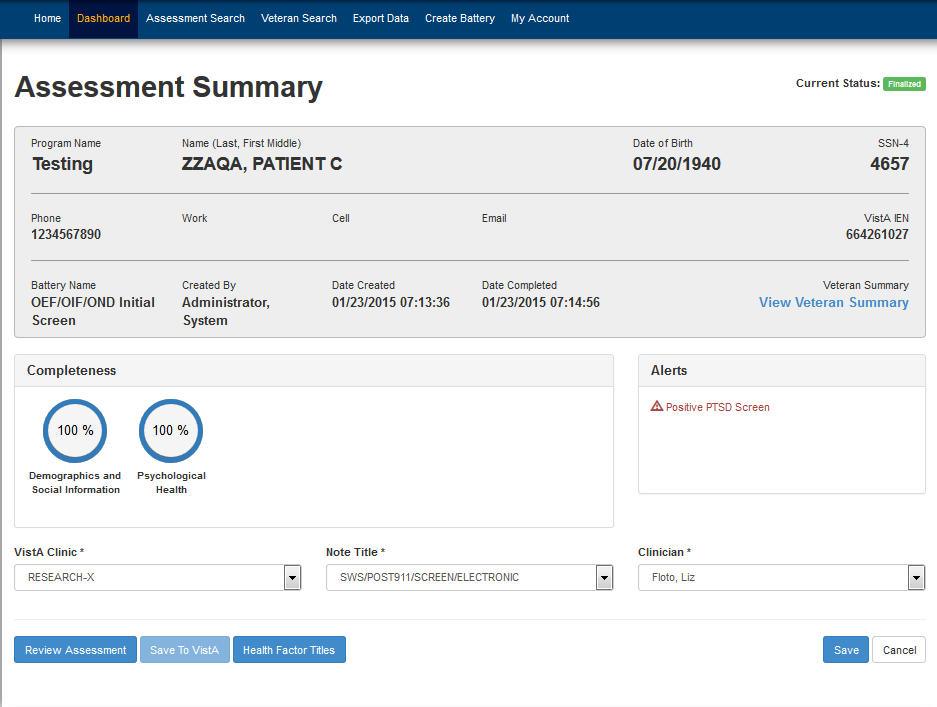 Home Dashboard Assessment Search Veteran Search Export Data Create Battery My Account
Assessment Summary
Current Status: Finalized
Program Name Name (Last, First Middle) Date of Birth SSN-4
Testing ZZAQA, PATIENT C 07/20/1940 4657
Phone Work Cell Email VistA IEN
1234567890 664261027
Battery Name Created By Date Created Date Completed Veteran Summary
OEF/OIF/OND Initial Administrator, 01/23/2015 07:13:36 01/23/2015 07:14:56 View Veteran Summary
Screen System
Completeness
100 % 100 %
Demographics and Psychological
Social Information Health
Alerts
Positive PTSD Screen
VistA Clinic * Note Title * Clinician *
RESEARCH-X SWS/POST911/SCREEN/ELECTRONIC Floto, Liz
Review Assessment Save To VistA Health Factor Titles Save Cancel